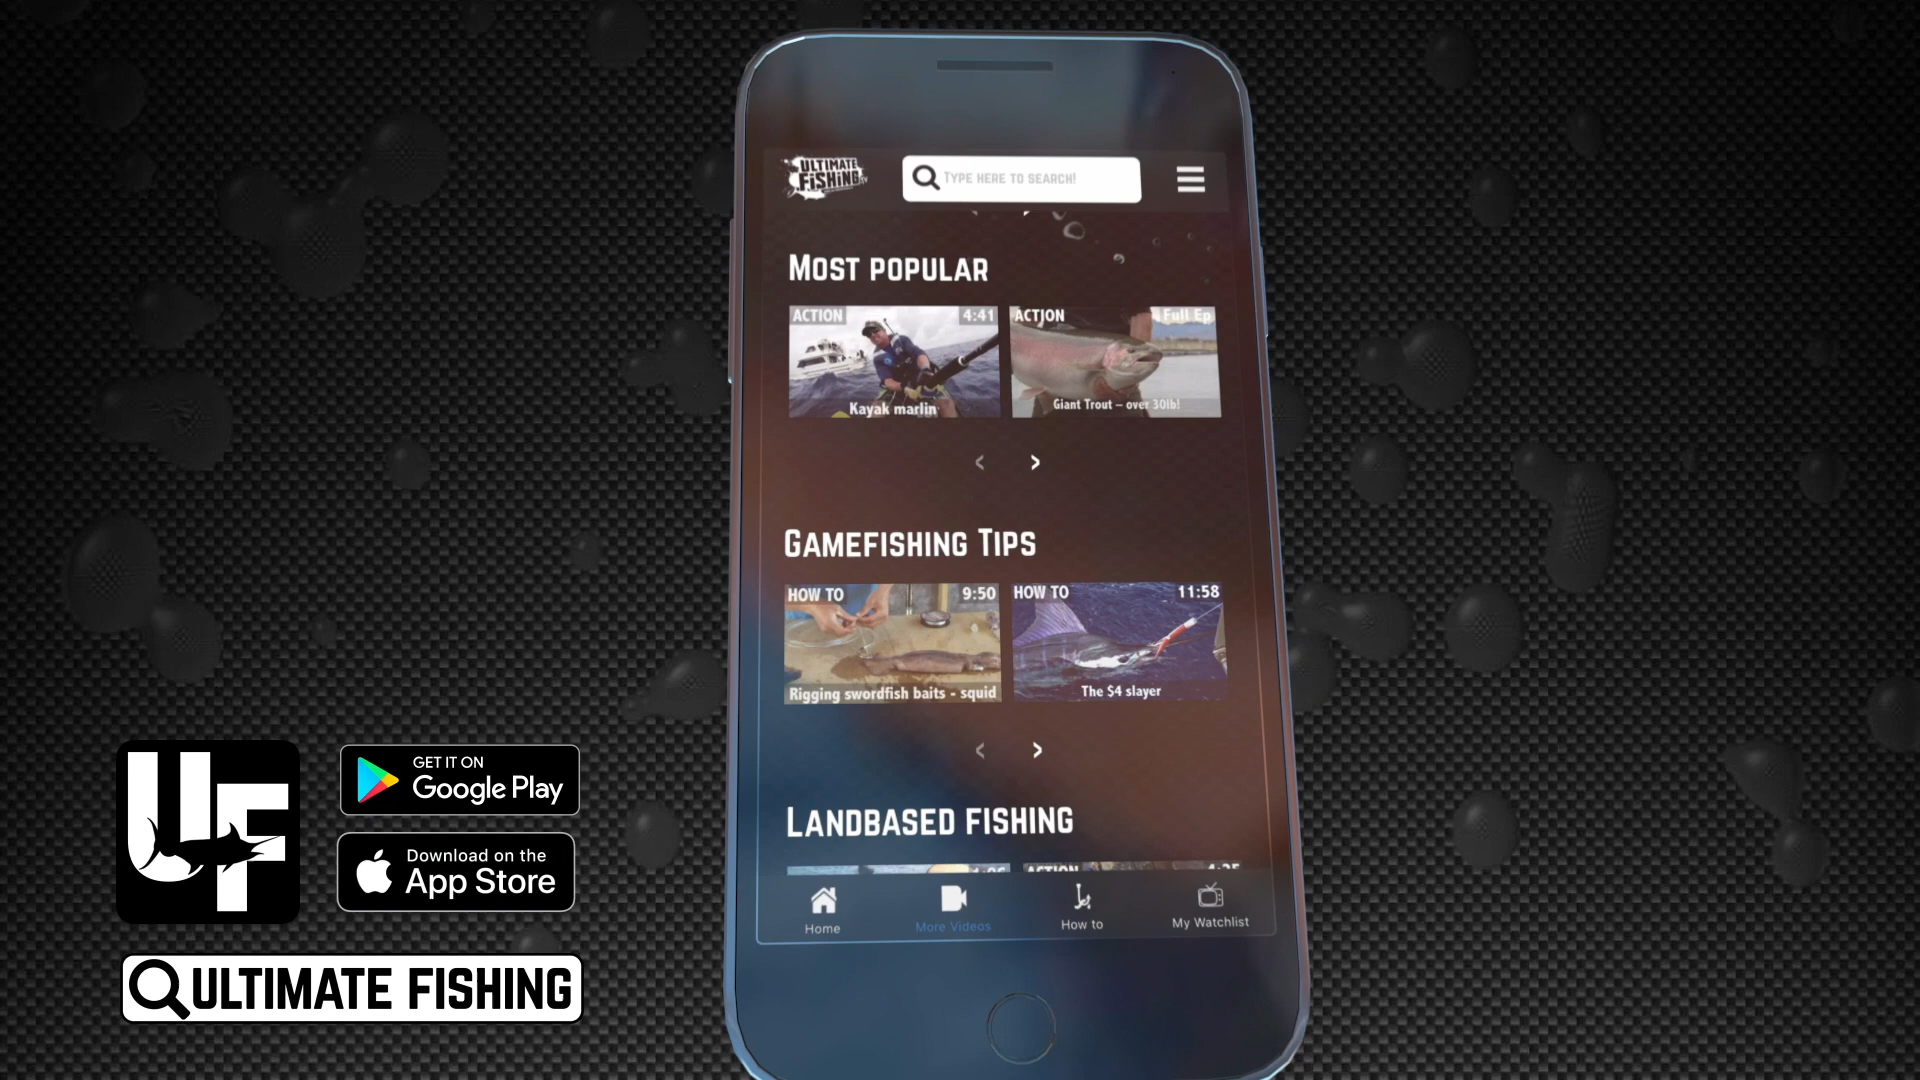 ULTIMATE
FISHING TV
TYPE HERE TO SEARCH!
MOST POPULAR
ACTION
4:41
ACTION
Full Ep
Kayak marlin
Giant Trout – over 30lb!
GAMEFISHING TIPS
HOW TO
9:50
HOW TO
11:58
Rigging swordfish baits - squid
The $4 slayer
LANDBASED FISHING
ACTION
Home
More Videos
How to
My Watchlist
UF
GET IT ON
Google Play
Download on the
App Store
ULTIMATE FISHING